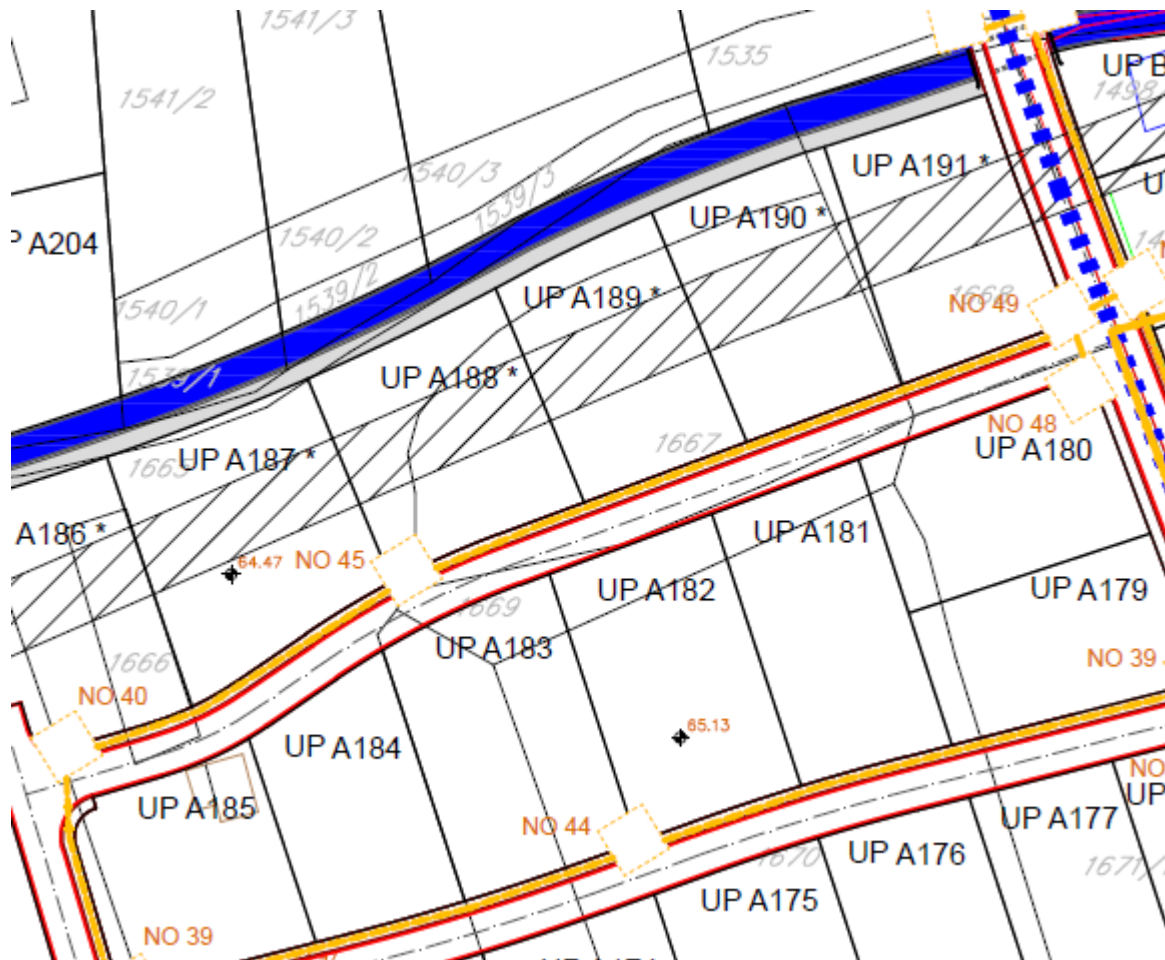 1541/3
1535
UP B
1541/2
1498
1540/3
UP A191 *
1539/3
UP A190 *
P A204
1540/2
1539/2
UP A189 *
1668
NO 49
1540/1
1539/1
UP A188 *
1667
NO 48
UP A180
1665
UP A187 *
A186 *
UP A181
64.47
NO 45
UP A182
UP A179
1669
UP A183
1666
NO 39
NO 40
65.13
UP A184
NO
UP
UP A185
NO 44
UP A177
1670
UP A176
1671/
UP A175
NO 39